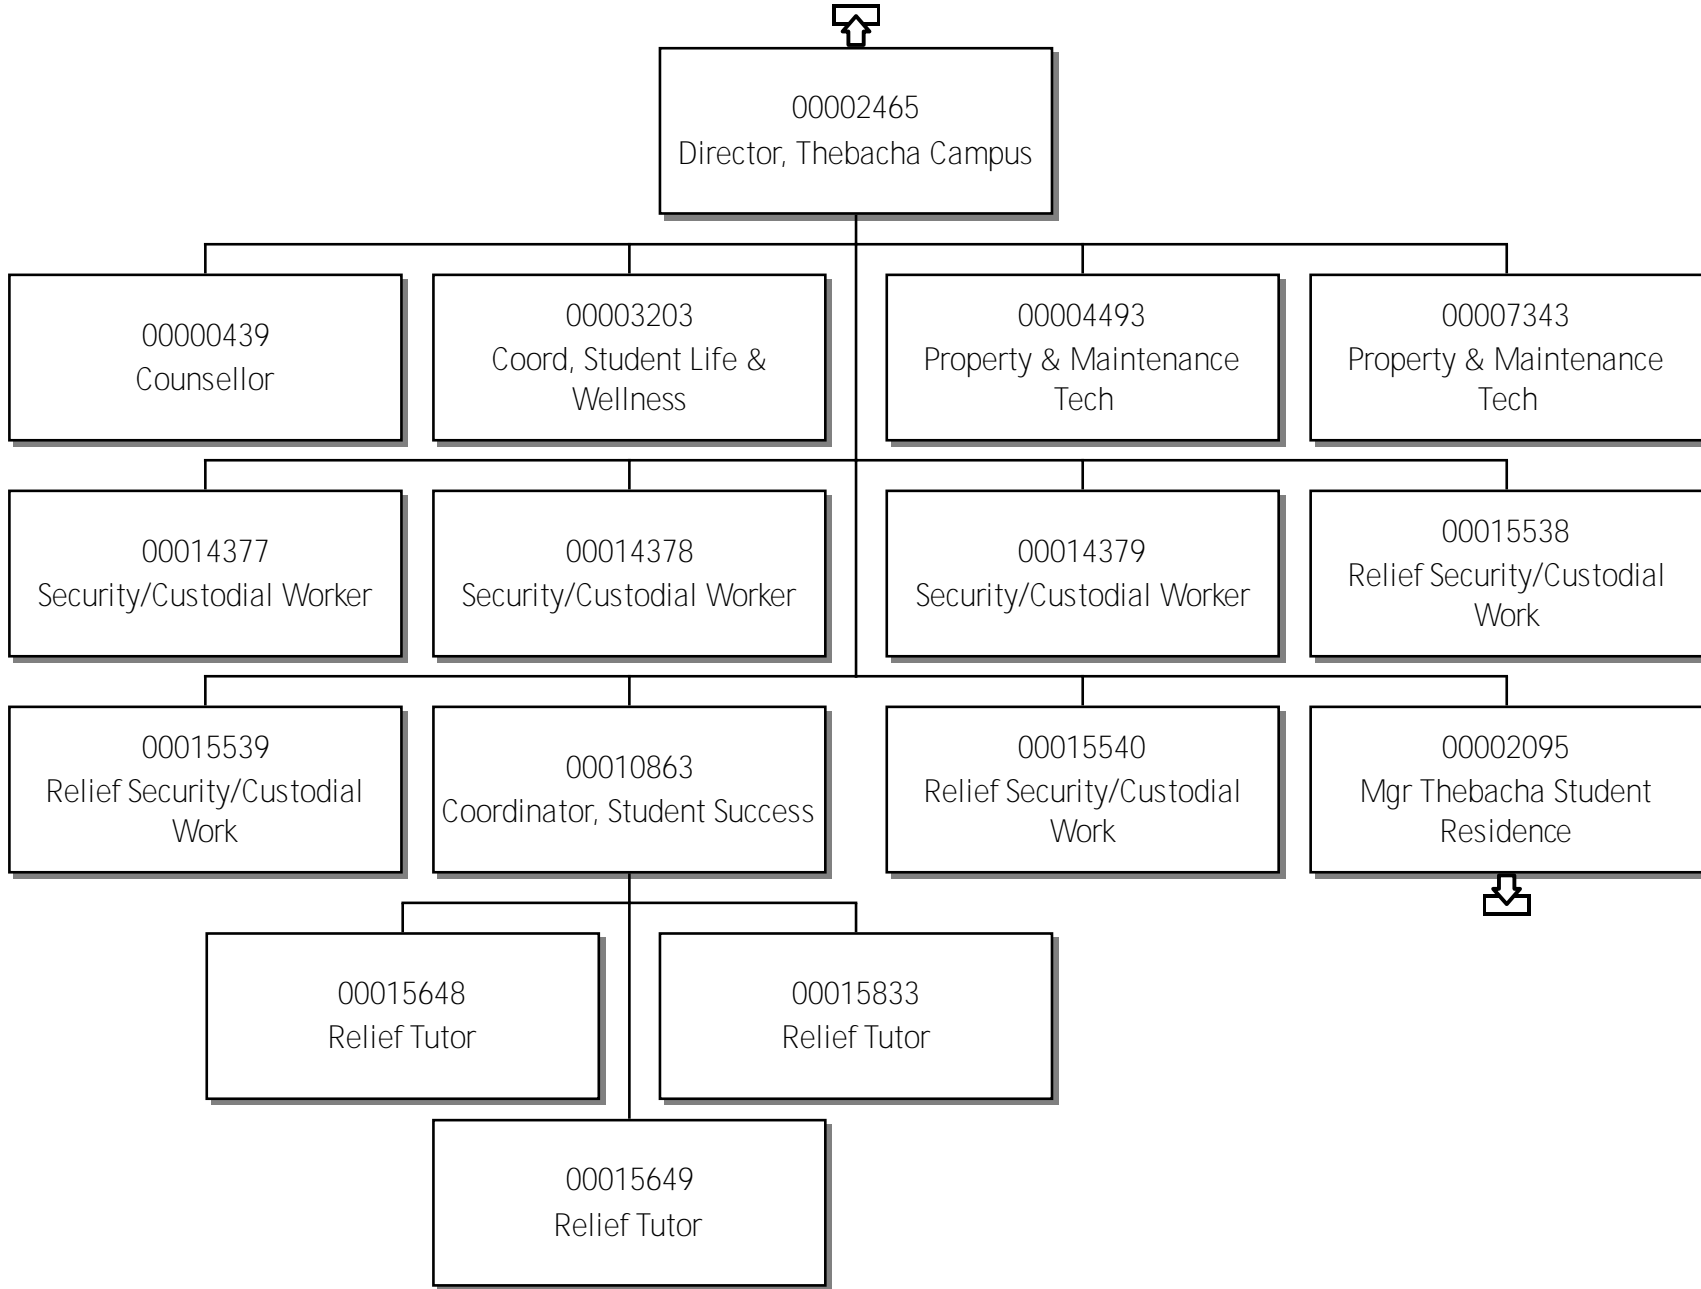 00002465
Director, Thebacha Campus
00000439
Counsellor
00003203
Coord, Student Life &
Wellness
00004493
Property & Maintenance
Tech
00007343
Property & Maintenance
Tech
00014377
Security/Custodial Worker
00014378
Security/Custodial Worker
00014379
Security/Custodial Worker
00015538
Relief Security/Custodial
Work
00015539
Relief Security/Custodial
Work
00010863
Coordinator, Student Success
00015540
Relief Security/Custodial
Work
00002095
Mgr Thebacha Student
Residence
00015648
Relief Tutor
00015833
Relief Tutor
00015649
Relief Tutor